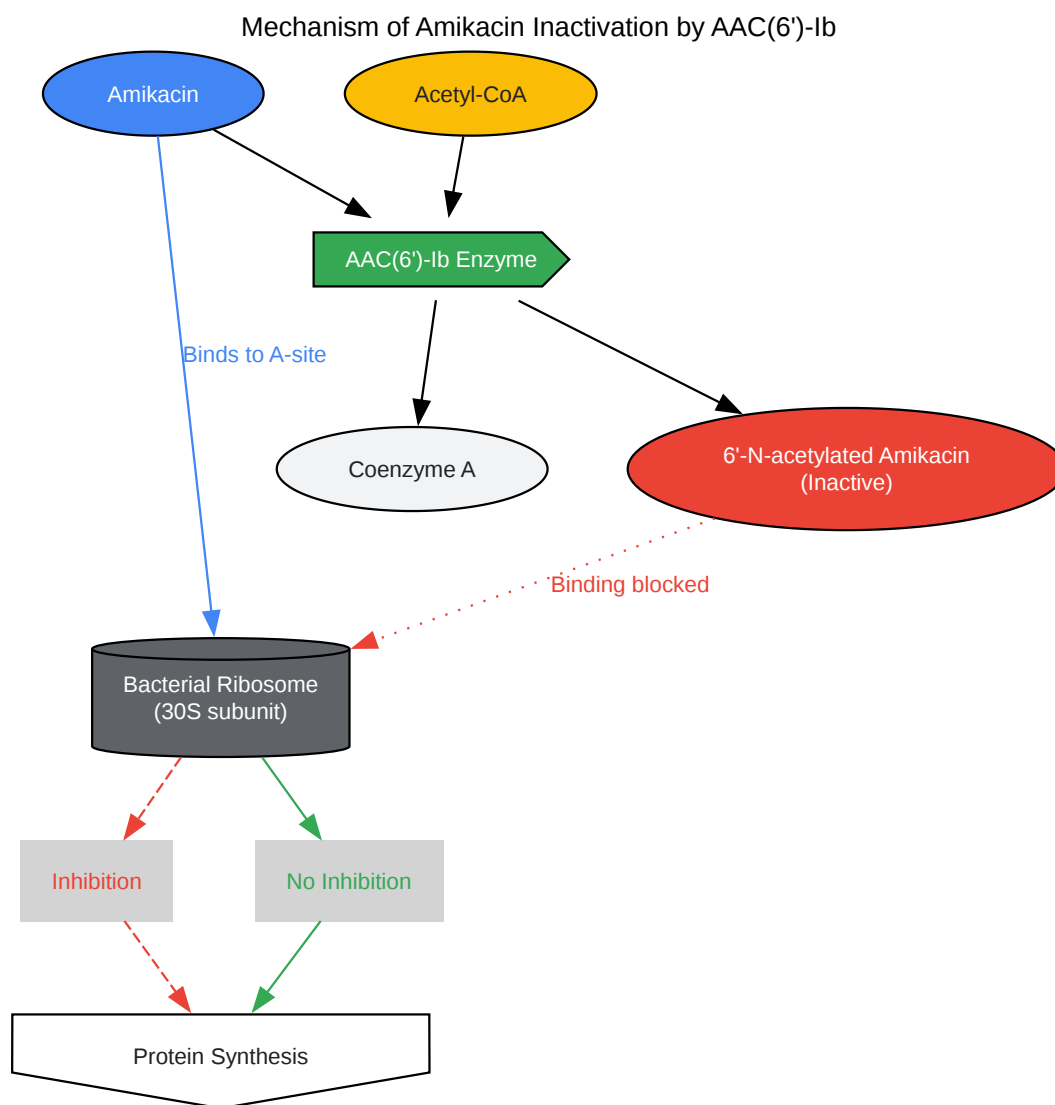 Mechanism of Amikacin Inactivation by AAC(6')-Ib
Amikacin
Acetyl-CoA
AAC(6')-Ib Enzyme
Binds to A-site
Coenzyme A
6'-N-acetylated Amikacin
(Inactive)
Binding blocked
Bacterial Ribosome
(30S subunit)
Inhibition
No Inhibition
Protein Synthesis